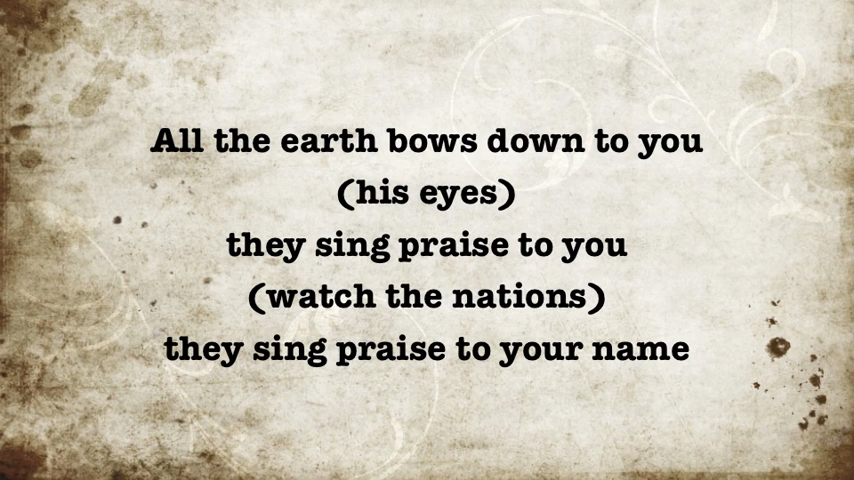 All the earth bows down to you
(his eyes)
they sing praise to you
(watch the nations)
they sing praise to your name